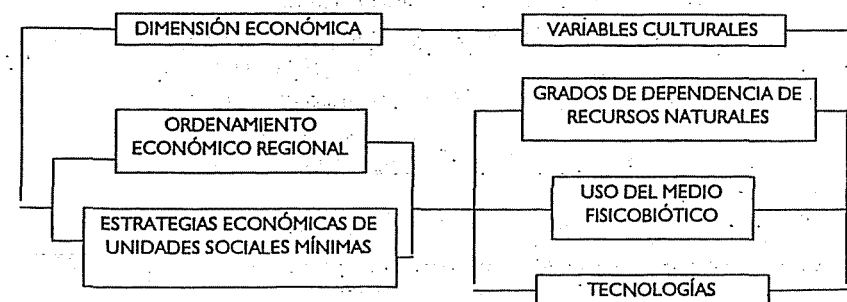 DIMENSIÓN ECONÓMICA
VARIABLES CULTURALES
ORDENAMIENTO
ECONÓMICO REGIONAL
ESTRATEGIAS ECONÓMICAS DE
UNIDADES SOCIALES MÍNIMAS
GRADOS DE DEPENDENCIA DE
RECURSOS NATURALES
USO DEL MEDIO
FISICOBIÓTICO
TECNOLOGÍAS